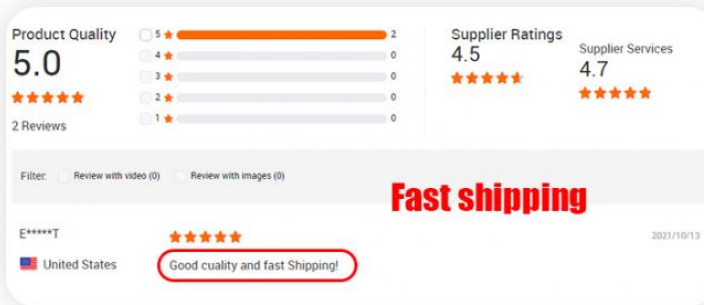 Product Quality
5.0
2 Reviews
5 2
4 0
3 0
2 0
1 0
Supplier Ratings
4.5
Supplier Services
4.7
Filter: Review with video (0) Review with images (0)
Fast shipping
E*****T
2021/10/13
United States
Good cuality and fast Shipping!